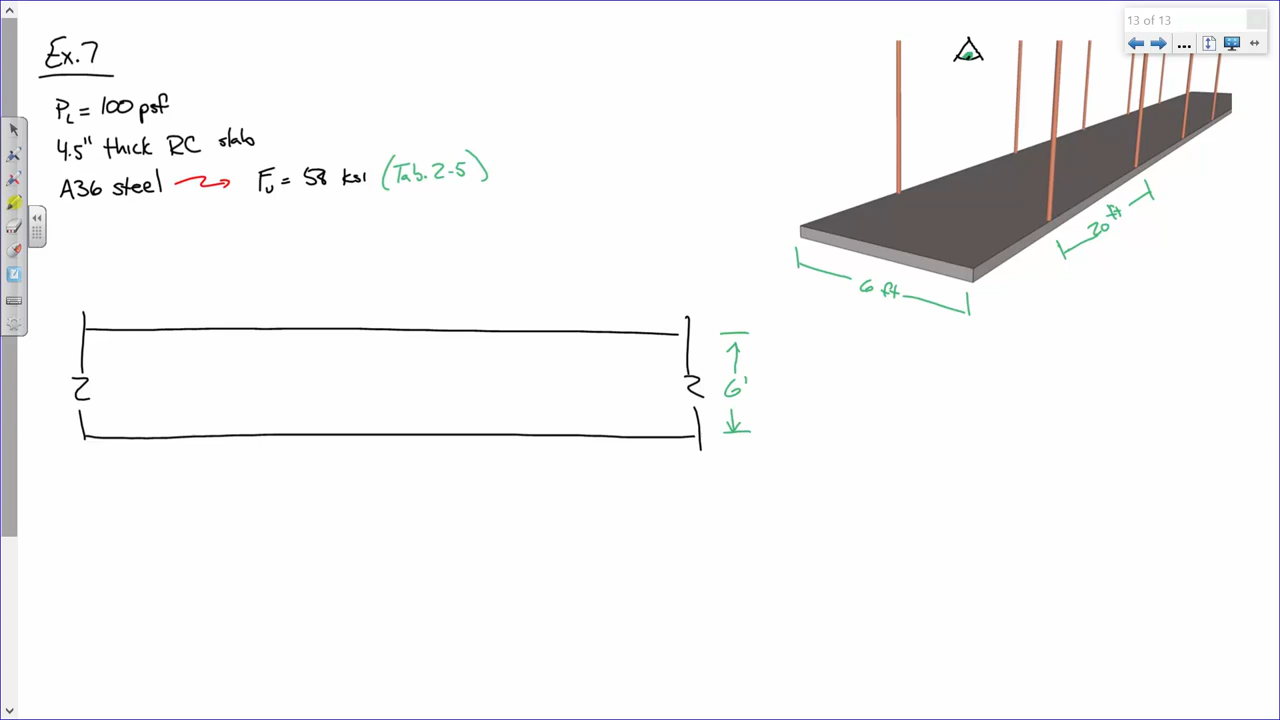 13 of 13
Ex. 7
PL = 100 psf
4.5" thick RC slab
A36 steel → Fu = 58 ksi (Tab. 2-5)
20 ft
6 ft
6'